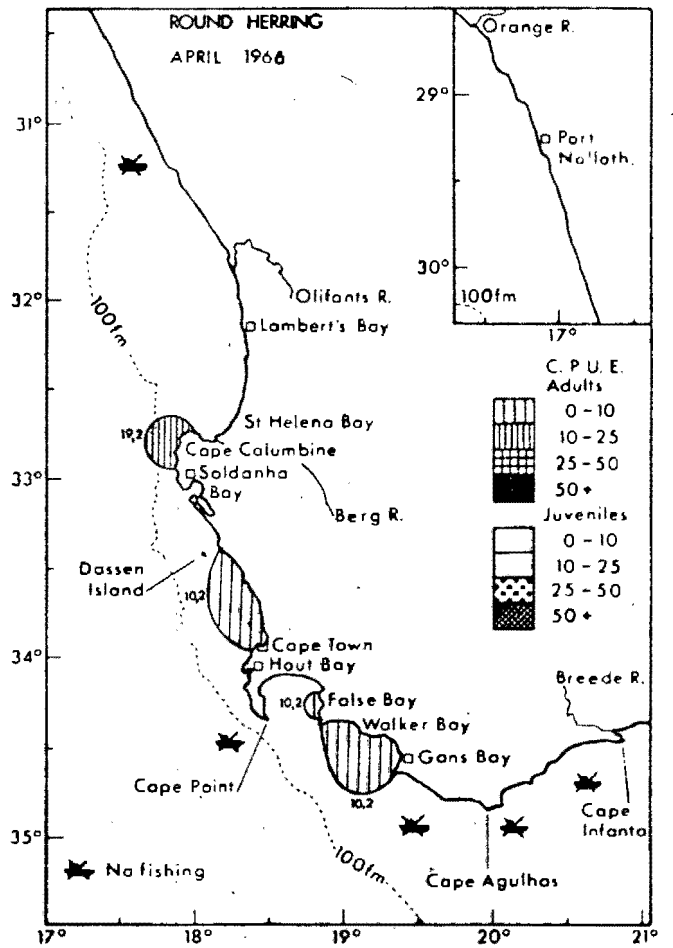 ROUND HERRING
APRIL 1968
Orange R.
29°
Port
Nolloth.
30°
100fm
17°
31°
32°
33°
34°
35°
100fm
Olifants R.
Lambert's Bay
St Helena Bay
19,2
Cape Columbine
Soldanha
Bay
Berg R.
Dassen
Island
10,2
Cape Town
Hout Bay
10,2
False Bay
Walker Bay
Gans Bay
10,2
Cape Point
Breede R.
Cape
Infanta
Cape Agulhas
100fm
No fishing
C. P. U. E.
Adults
0-10
10-25
25-50
50+
Juveniles
0-10
10-25
25-50
50+
17°
18°
19°
20°
21°